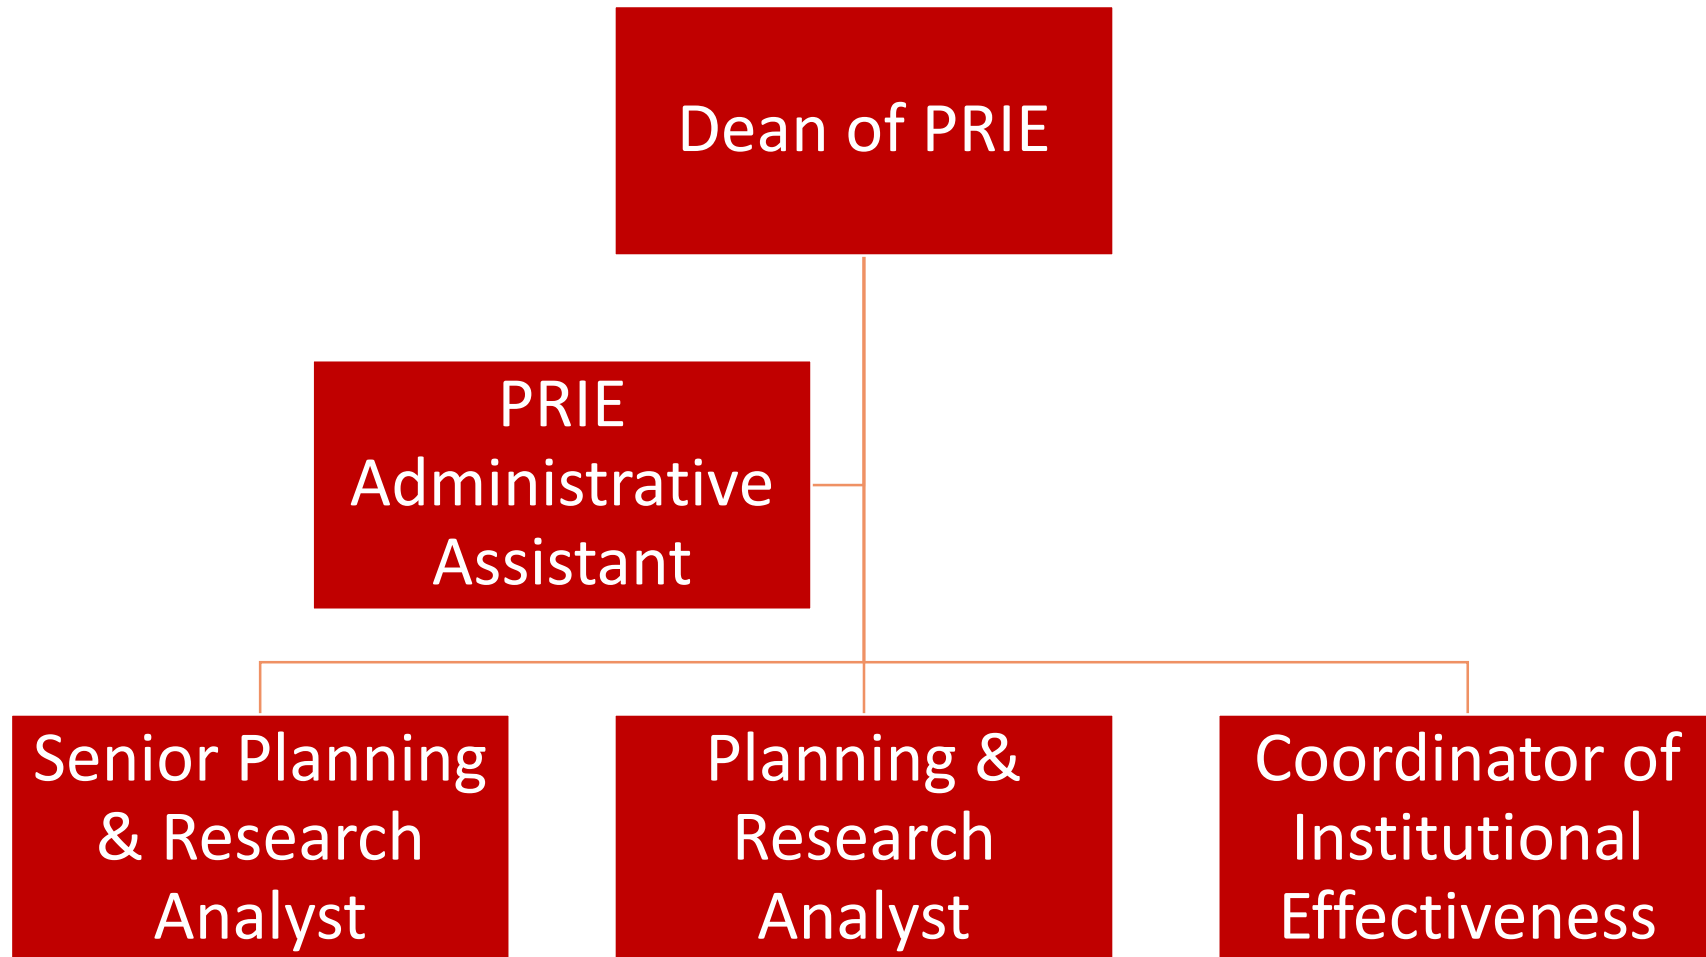 Dean of PRIE
PRIE
Administrative
Assistant
Senior Planning
& Research
Analyst
Planning &
Research
Analyst
Coordinator of
Institutional
Effectiveness